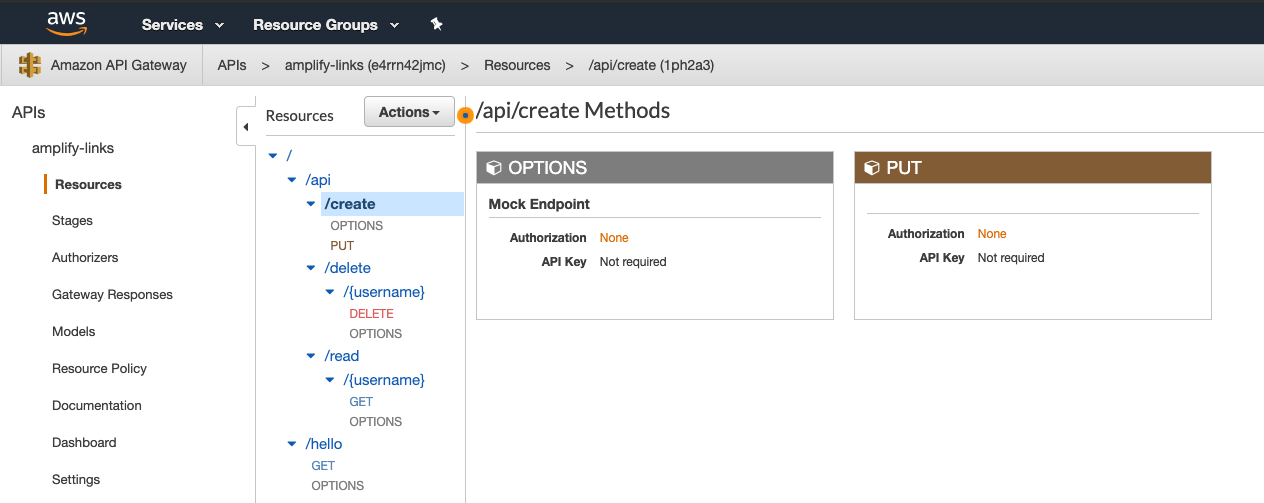 aws Services Resource Groups
Amazon API Gateway APIs > amplify-links (e4rrn42jmc) > Resources > /api/create (1ph2a3)
APIs
amplify-links
Resources
Stages
Authorizers
Gateway Responses
Models
Resource Policy
Documentation
Dashboard
Settings
Resources Actions
/
/api
/create
OPTIONS
PUT
/delete
/{username}
DELETE
OPTIONS
/read
/{username}
GET
OPTIONS
/hello
GET
OPTIONS
/api/create Methods
OPTIONS
Mock Endpoint
Authorization None
API Key Not required
PUT
Authorization None
API Key Not required